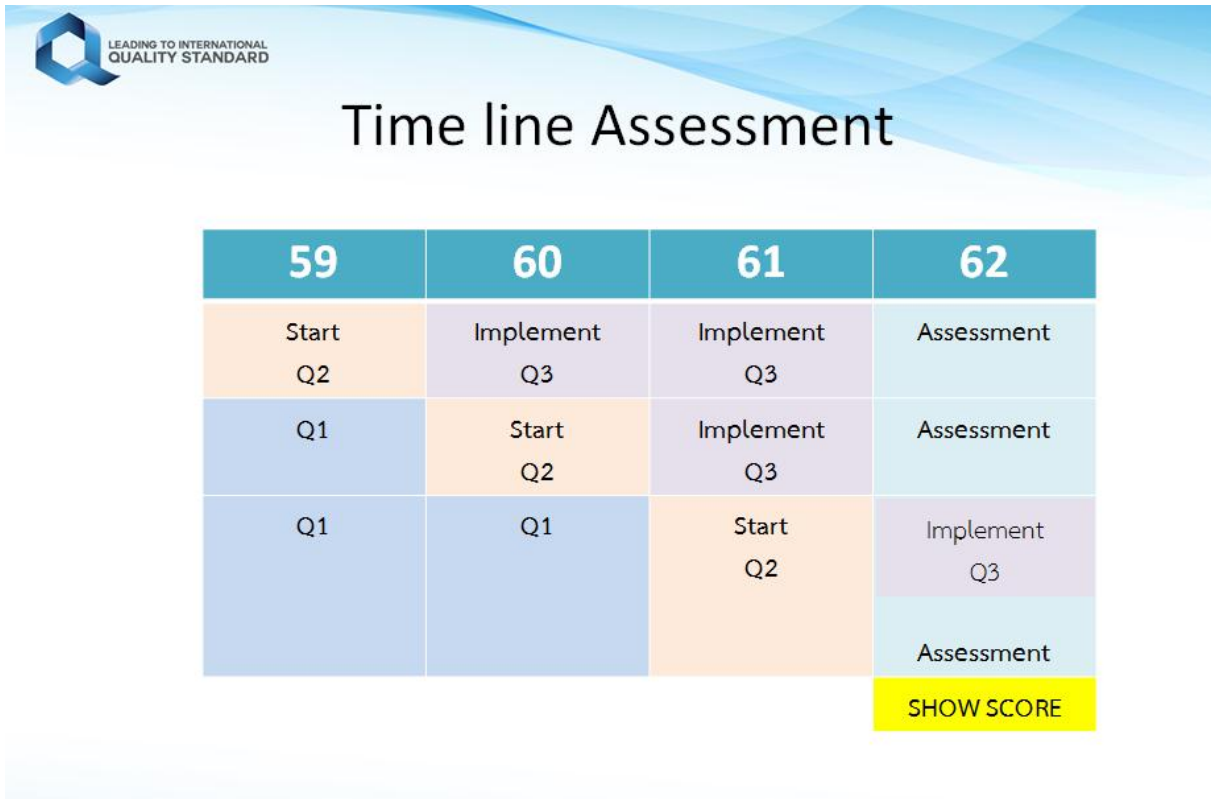 LEADING TO INTERNATIONAL
QUALITY STANDARD
Time line Assessment
59 60 61 62
Start Implement Implement Assessment
Q2 Q3 Q3
Q1 Start Implement Assessment
Q2 Q3
Q1 Q1 Start Implement
Q2 Q3
Assessment
SHOW SCORE